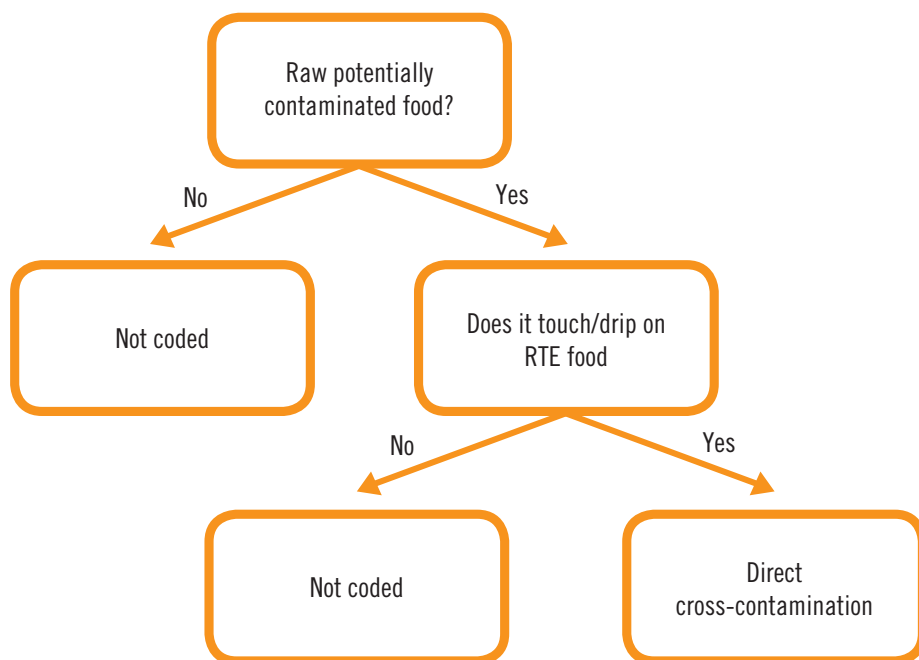 Raw potentially
contaminated food?
No
Yes
Not coded
Does it touch/drip on
RTE food
No
Yes
Not coded
Direct
cross-contamination